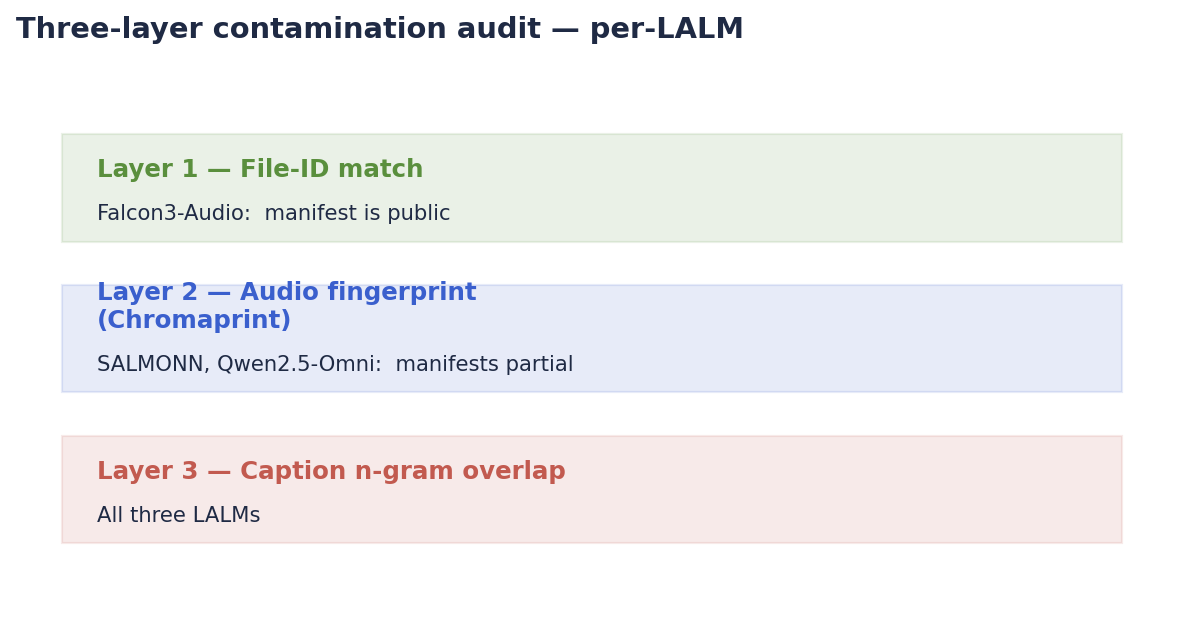 Three-layer contamination audit — per-LALM
Layer 1 — File-ID match
Falcon3-Audio:  manifest is public
Layer 2 — Audio fingerprint
(Chromaprint)
SALMONN, Qwen2.5-Omni:  manifests partial
Layer 3 — Caption n-gram overlap
All three LALMs